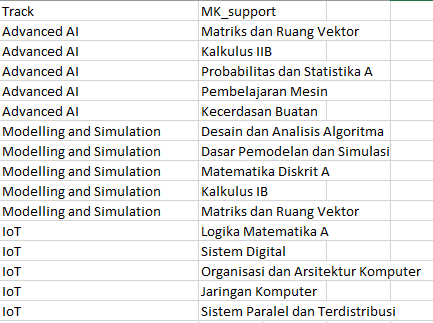 Track MK_support
Advanced AI Matriks dan Ruang Vektor
Advanced AI Kalkulus IIB
Advanced AI Probabilitas dan Statistika A
Advanced AI Pembelajaran Mesin
Advanced AI Kecerdasan Buatan
Modelling and Simulation Desain dan Analisis Algoritma
Modelling and Simulation Dasar Pemodelan dan Simulasi
Modelling and Simulation Matematika Diskrit A
Modelling and Simulation Kalkulus IB
Modelling and Simulation Matriks dan Ruang Vektor
IoT Logika Matematika A
IoT Sistem Digital
IoT Organisasi dan Arsitektur Komputer
IoT Jaringan Komputer
IoT Sistem Paralel dan Terdistribusi